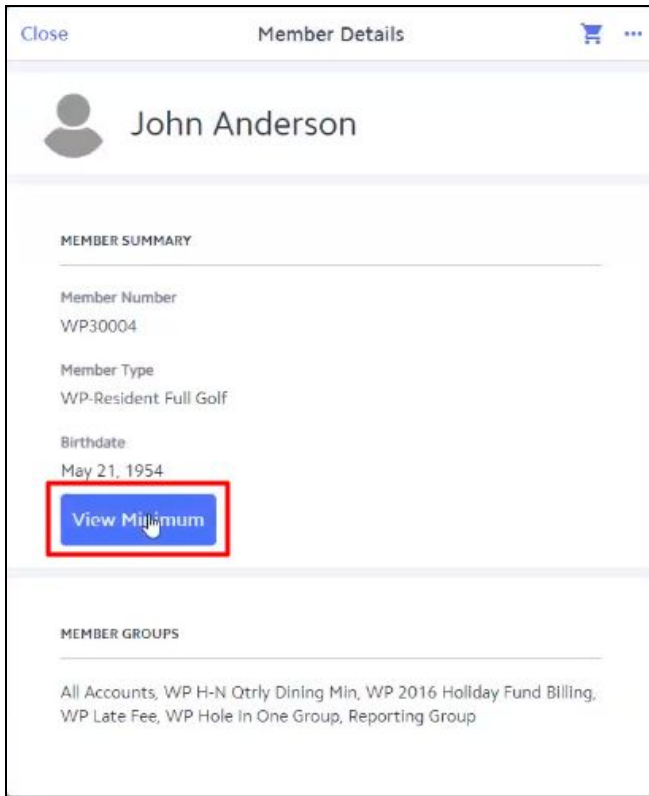 Close Member Details
John Anderson
MEMBER SUMMARY
Member Number
WP30004
Member Type
WP-Resident Full Golf
Birthdate
May 21, 1954
View Minimum
MEMBER GROUPS
All Accounts, WP H-N Qtrly Dining Min, WP 2016 Holiday Fund Billing,
WP Late Fee, WP Hole In One Group, Reporting Group